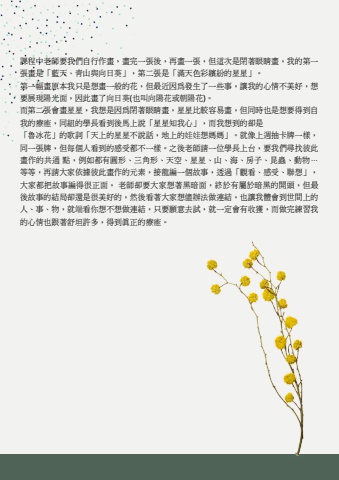 課程中老師要我們自行作畫，畫完一張後，再畫一張，但這次是閉著眼睛畫，我的第一
張畫是「藍天、青山與向日葵」，第二張是「滿天色彩繽紛的星星」。
第一幅畫原本我只是想畫一般的花，但最近因為發生了一些事，讓我的心情不美好，想
要展現陽光面，因此畫了向日葵(也叫向陽花或朝陽花)。
而第二張會畫星星，我想是因為閉著眼睛畫，星星比較容易畫，但同時也是想要得到自
我的療癒，同組的學長看到後馬上說「星星知我心」，而我想到的卻是
「魯冰花」的歌詞「天上的星星不說話，地上的娃娃想媽媽」，就像上週抽卡牌一樣，
同一張牌，但每個人看到的感受都不一樣。之後老師請一位學長上台，要我們尋找彼此
畫作的共通 點，例如都有圓形、三角形、天空、星星、山、海、房子、昆蟲、動物…
等等，再請大家依據彼此畫作的元素，接龍編一個故事，透過「觀看、感受、聯想」，
大家都把故事編得很正面， 老師卻要大家想著黑暗面，終於有屬於暗黑的開頭，但最
後故事的結局卻還是很美好的，然後看著大家想儘辦法做連結，也讓我體會到世間上的
人、事、物，就端看你想不想做連結，只要願意去試，就一定會有收獲，而做完練習我
的心情也跟著舒坦許多，得到真正的療癒。